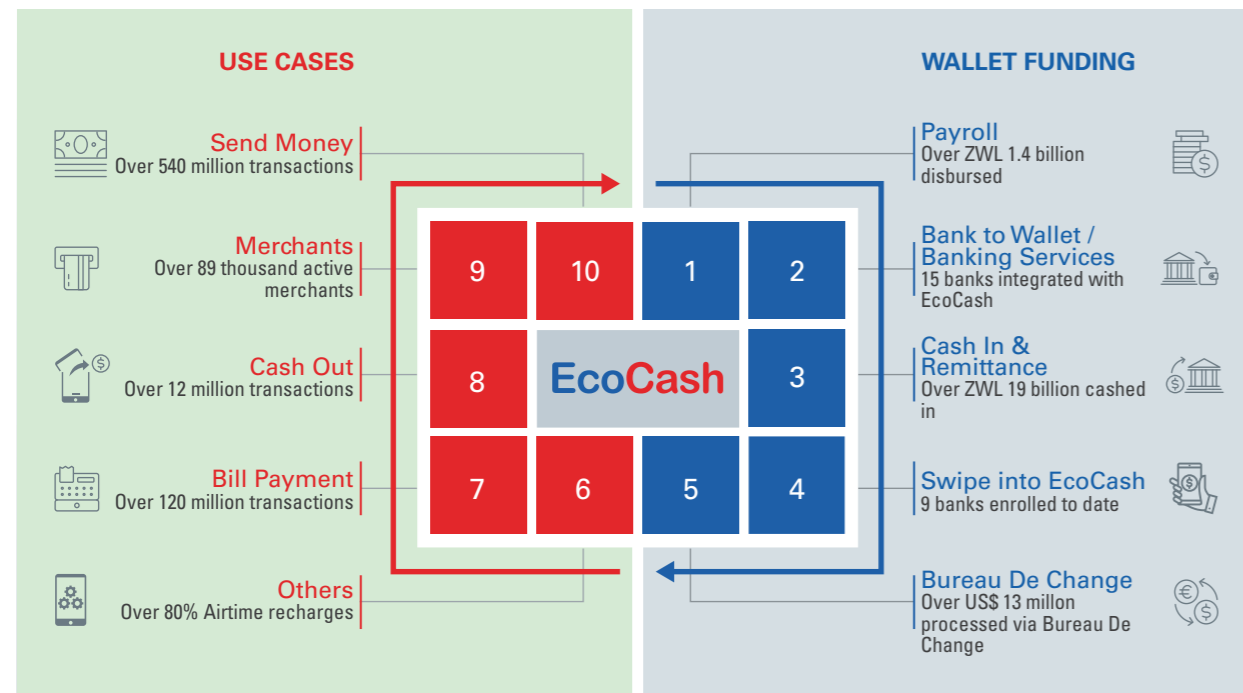 USE CASES
Send Money
Over 540 million transactions
Merchants
Over 89 thousand active
merchants
Cash Out
Over 12 million transactions
Bill Payment
Over 120 million transactions
Others
Over 80% Airtime recharges
9
10
1
2
8
EcoCash
3
7
6
5
4
WALLET FUNDING
Payroll
Over ZWL 1.4 billion
disbursed
Bank to Wallet /
Banking Services
15 banks integrated with
EcoCash
Cash In &
Remittance
Over ZWL 19 billion cashed
in
Swipe into EcoCash
9 banks enrolled to date
Bureau De Change
Over US$ 13 millon
processed via Bureau De
Change